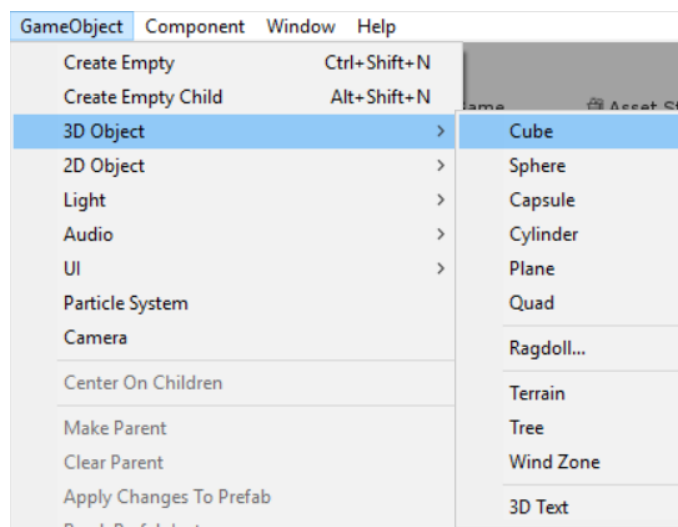 GameObject Component Window Help
Create Empty Ctrl+Shift+N
Create Empty Child Alt+Shift+N
Asset St
3D Object >
2D Object >
Light >
Audio >
UI >
Particle System
Camera
Center On Children
Make Parent
Clear Parent
Apply Changes To Prefab
Cube
Sphere
Capsule
Cylinder
Plane
Quad
Ragdoll...
Terrain
Tree
Wind Zone
3D Text